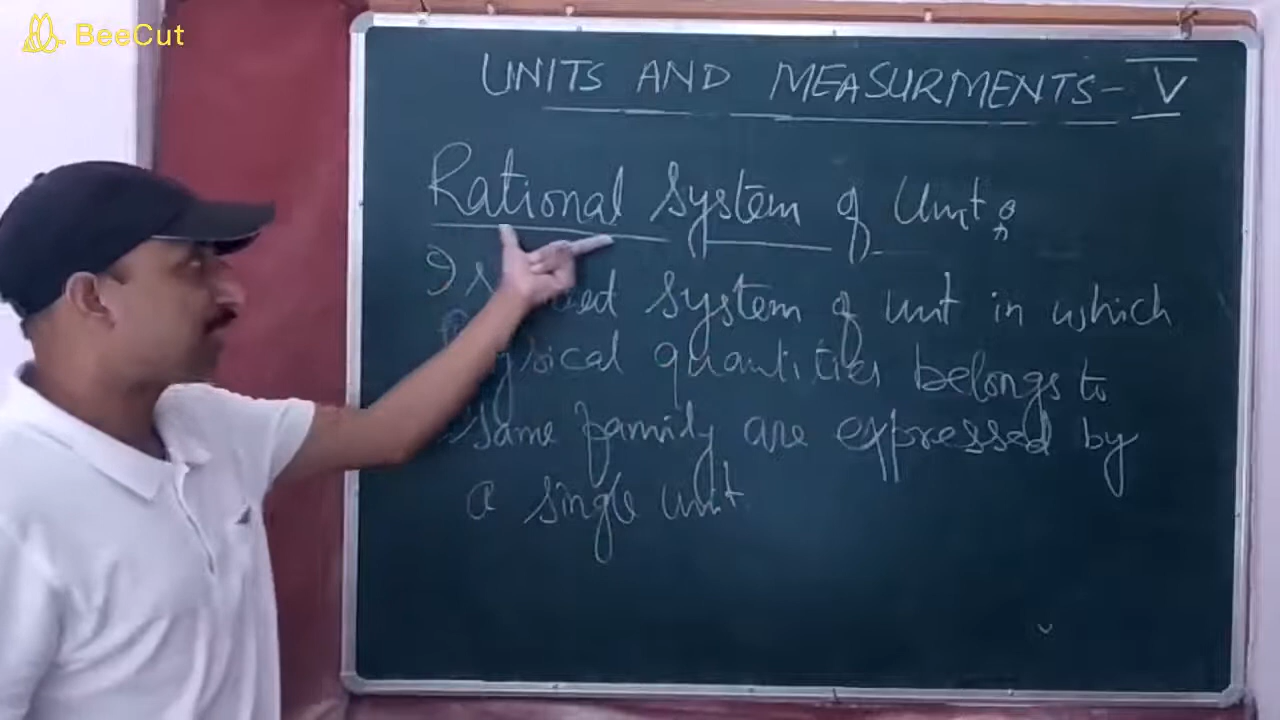 BeeCut
UNITS AND MEASURMENTS - V
Rational system of Unit :
system of unit in which
Physical quantities belongs to
same family are expressed by
a single unit.